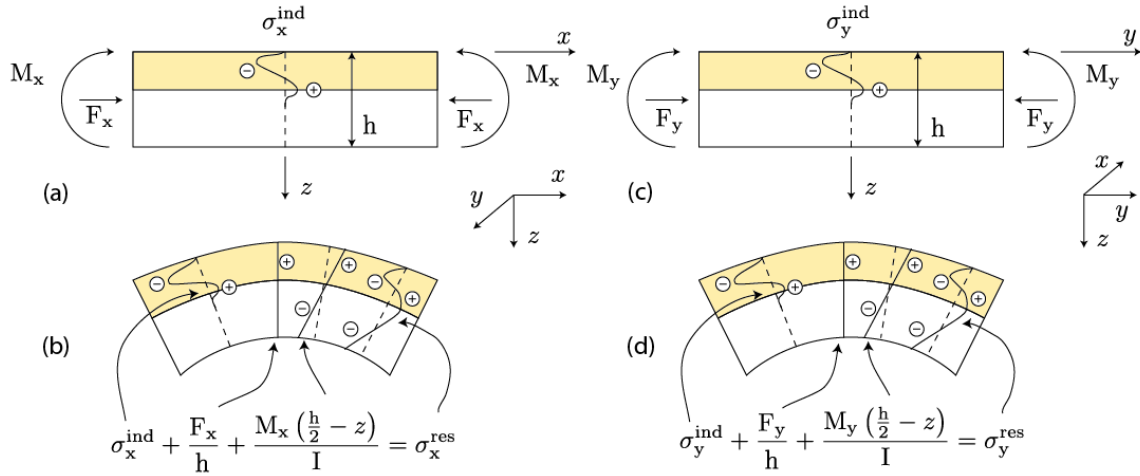 σ_x^ind
x
M_x
⊖
M_x
⊕
F_x
F_x
h
z
(a)
x
y
z
σ_y^ind
y
M_y
⊖
M_y
⊕
F_y
F_y
h
z
(c)
x
y
z
⊕ ⊕
⊖ ⊖
⊕ ⊕
⊖
⊖
(b)
σ_x^ind + F_x/h + M_x (h/2 − z)/I = σ_x^res
⊕ ⊕
⊖ ⊖
⊕ ⊕
⊖
⊖
(d)
σ_y^ind + F_y/h + M_y (h/2 − z)/I = σ_y^res